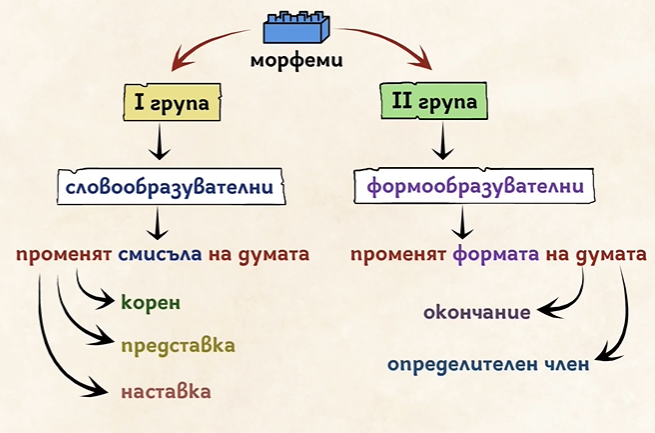 морфеми
I група
II група
словообразувателни
формообразувателни
променят смисъла на думата
променят формата на думата
корен
представка
наставка
окончание
определителен член